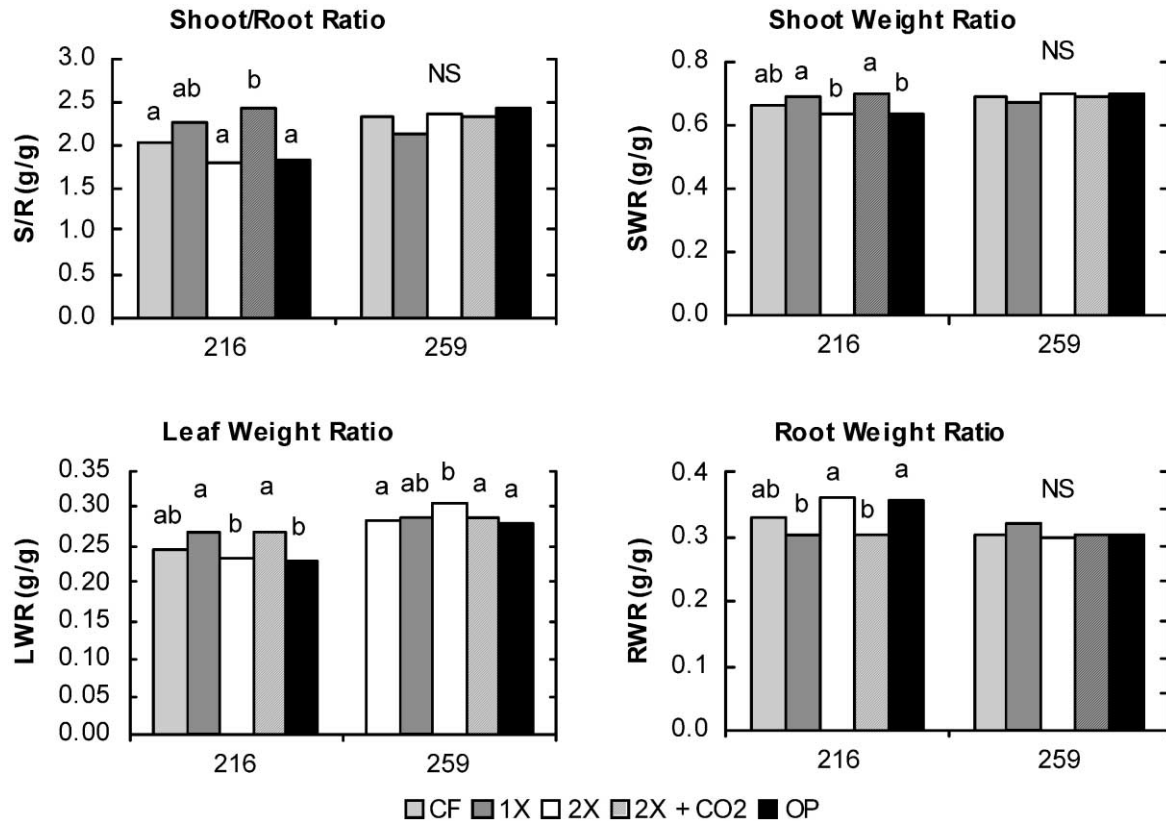 Shoot/Root Ratio
S/R (g/g)
3.0
2.5
2.0
1.5
1.0
0.5
0.0
a ab a b a NS
216 259
Shoot Weight Ratio
SWR (g/g)
0.8
0.6
0.4
0.2
0.0
ab a b a b NS
216 259
Leaf Weight Ratio
LWR (g/g)
0.35
0.30
0.25
0.20
0.15
0.10
0.05
0.00
ab a b a b a ab b a a
216 259
Root Weight Ratio
RWR (g/g)
0.4
0.3
0.2
0.1
0.0
ab b a b a NS
216 259
CF 1X 2X 2X + CO2 OP